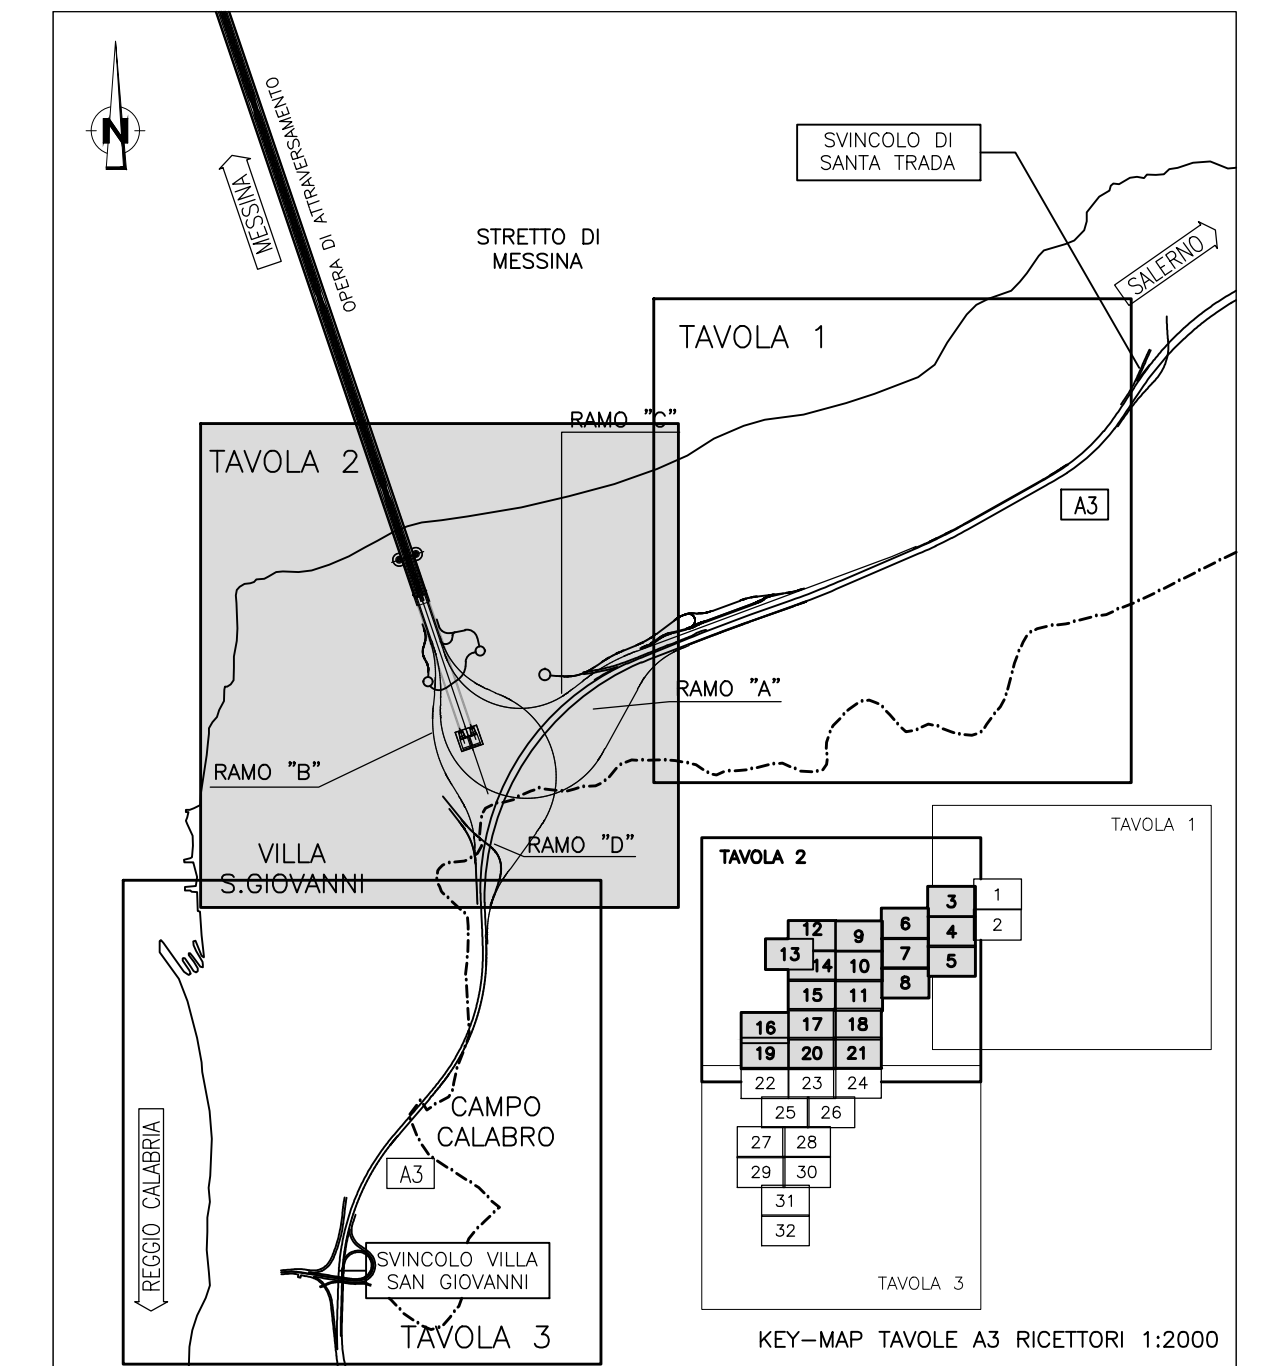 N
OPERA DI ATTRAVERSAMENTO
MESSINA
STRETTO DI
MESSINA
SVINCOLO DI
SANTA TRADA
SALERNO
TAVOLA 1
RAMO "C"
TAVOLA 2
A3
RAMO "A"
RAMO "B"
RAMO "D"
VILLA
S.GIOVANNI
TAVOLA 1
TAVOLA 2
3
1
4
2
5
6
7
8
12
9
13
14
10
15
11
16
17
18
19
20
21
22
23
24
25
26
27
28
29
30
31
32
TAVOLA 3
CAMPO
CALABRO
A3
REGGIO CALABRIA
SVINCOLO VILLA
SAN GIOVANNI
TAVOLA 3
KEY-MAP TAVOLE A3 RICETTORI 1:2000